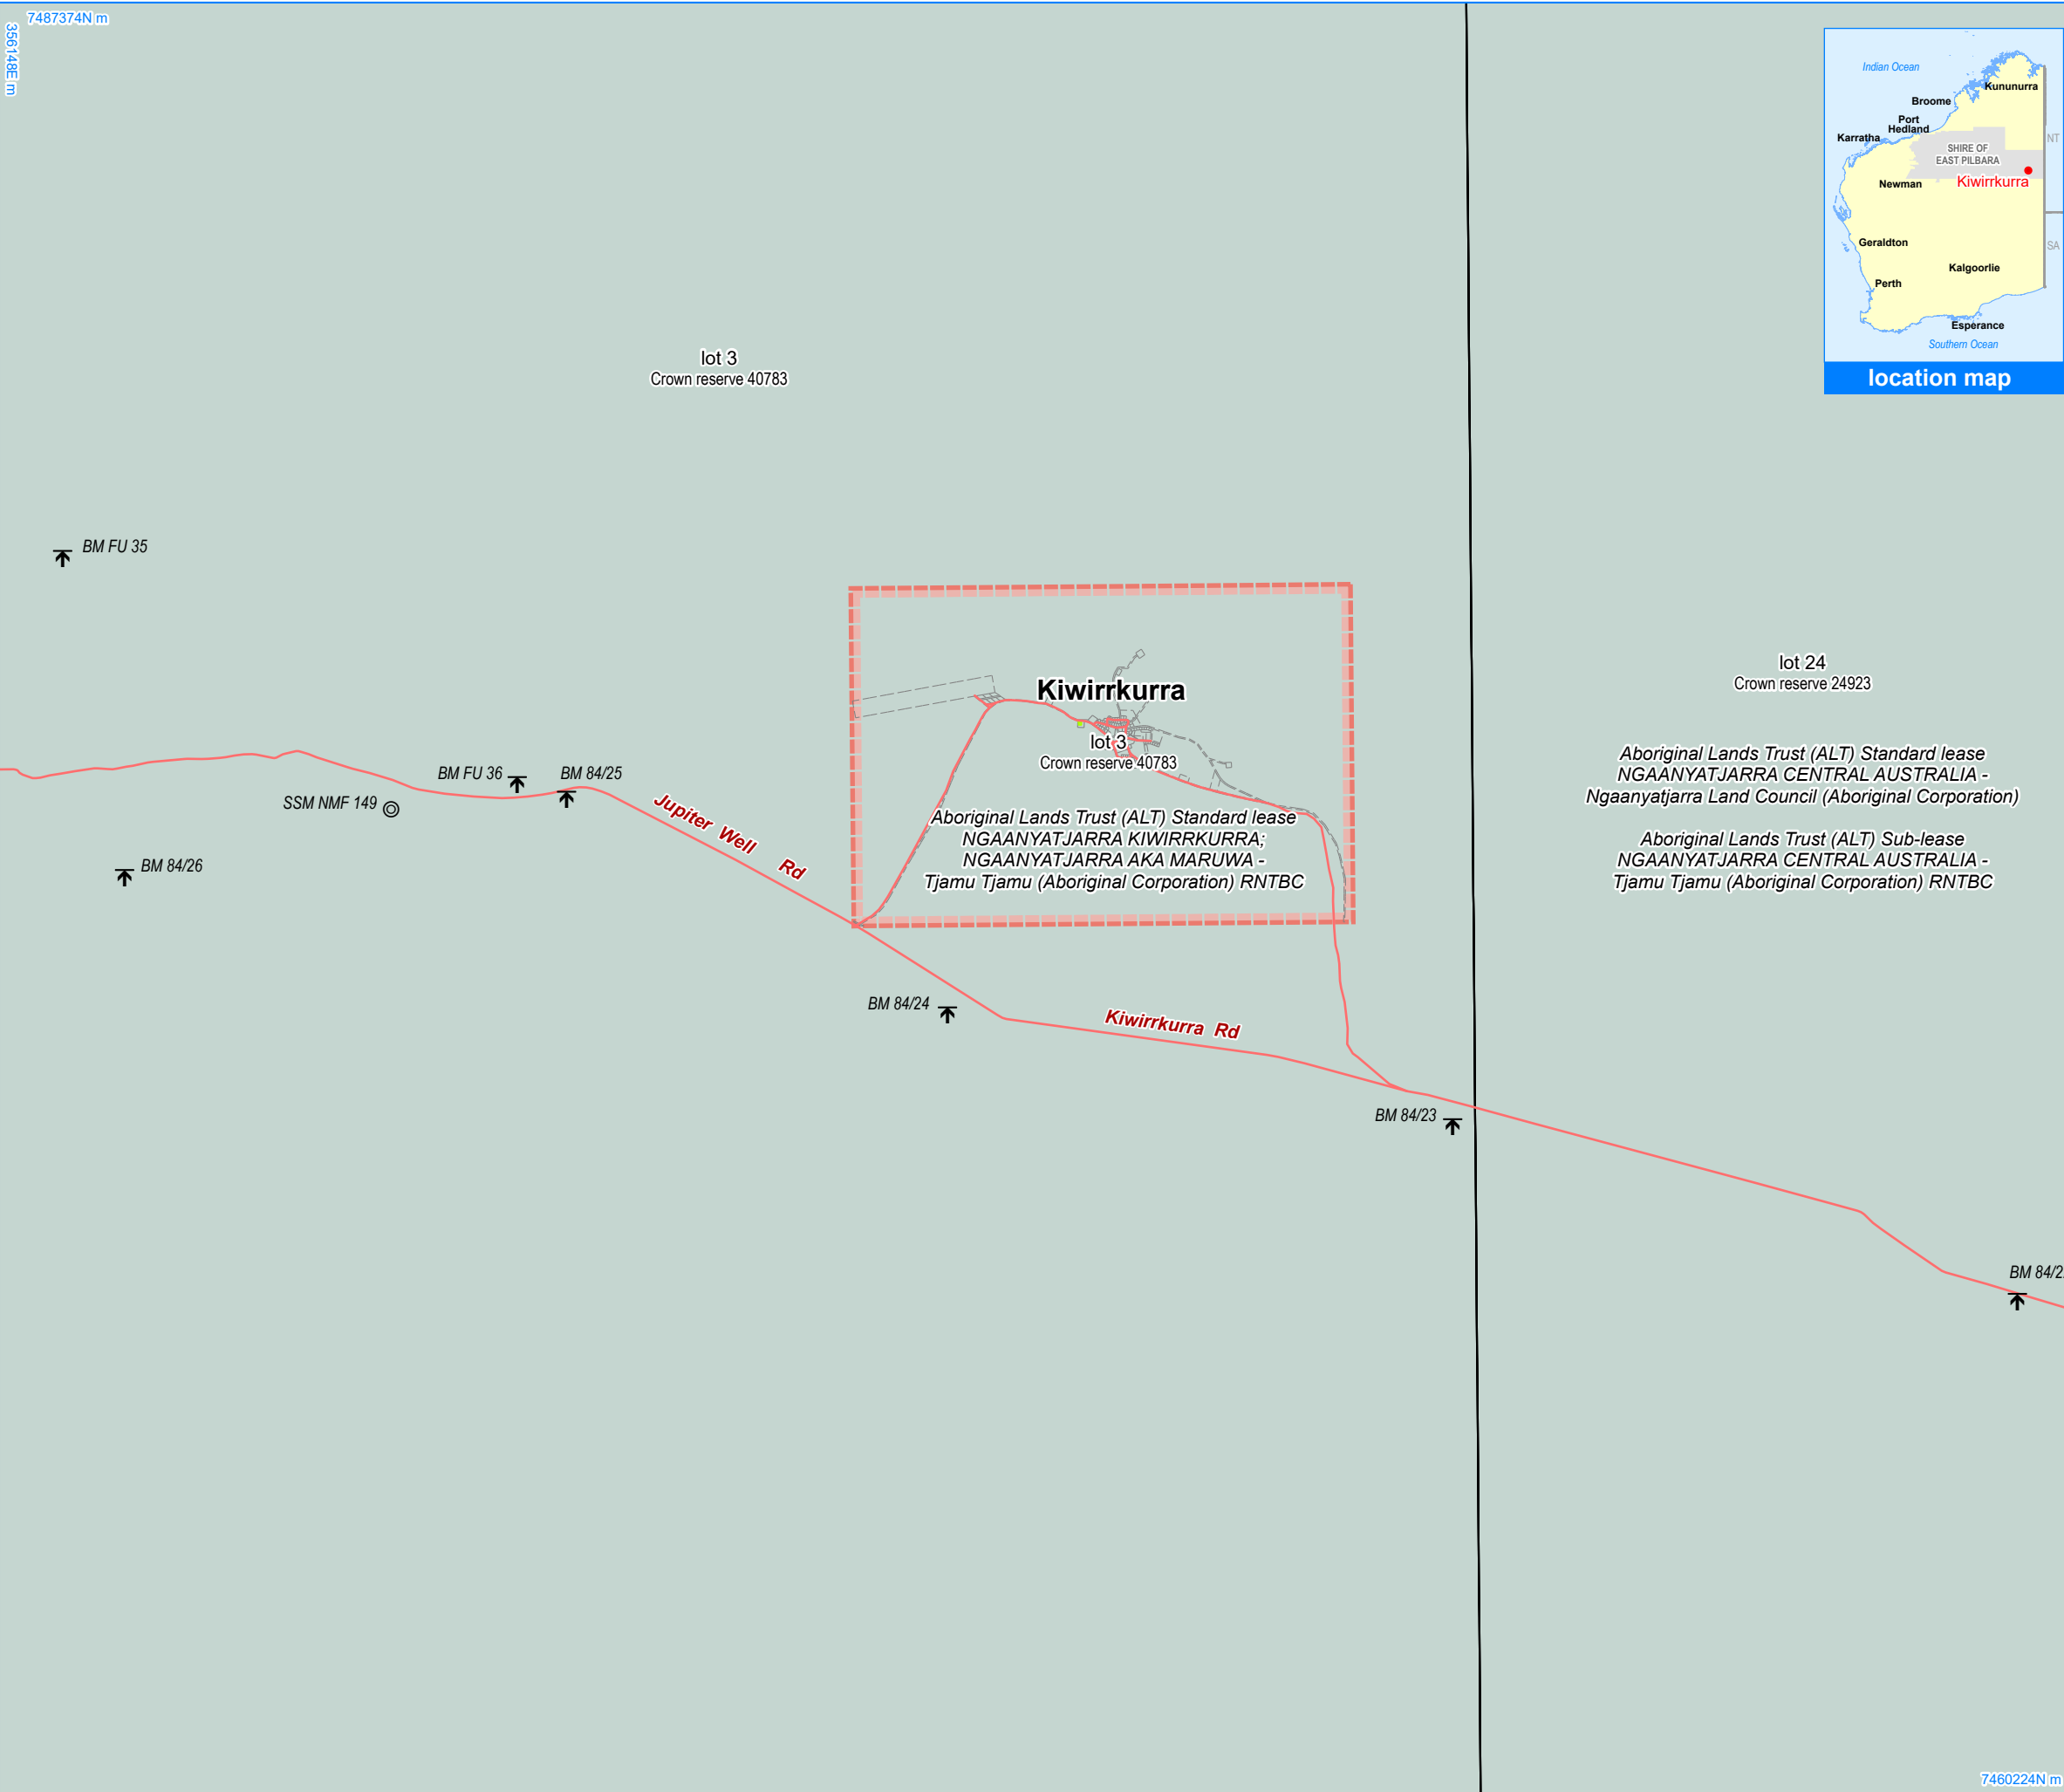 7487374N m
356148E m
Indian Ocean
Kununurra
Broome
Port
Hedland
Karratha
NT
SHIRE OF
EAST PILBARA
Kiwirrkurra
Newman
SA
Geraldton
Kalgoorlie
Perth
Esperance
Southern Ocean
location map
lot 3
Crown reserve 40783
BM FU 35
Kiwirrkurra
lot 3
Crown reserve 40783
lot 24
Crown reserve 24923
Aboriginal Lands Trust (ALT) Standard lease
NGAANYATJARRA CENTRAL AUSTRALIA -
Ngaanyatjarra Land Council (Aboriginal Corporation)
Aboriginal Lands Trust (ALT) Sub-lease
NGAANYATJARRA CENTRAL AUSTRALIA -
Tjamu Tjamu (Aboriginal Corporation) RNTBC
BM FU 36
BM 84/25
SSM NMF 149
Jupiter Well Rd
Aboriginal Lands Trust (ALT) Standard lease
NGAANYATJARRA KIWIRRKURRA;
NGAANYATJARRA AKA MARUWA -
Tjamu Tjamu (Aboriginal Corporation) RNTBC
BM 84/26
BM 84/24
Kiwirrkurra Rd
BM 84/23
BM 84/2
7460224N m